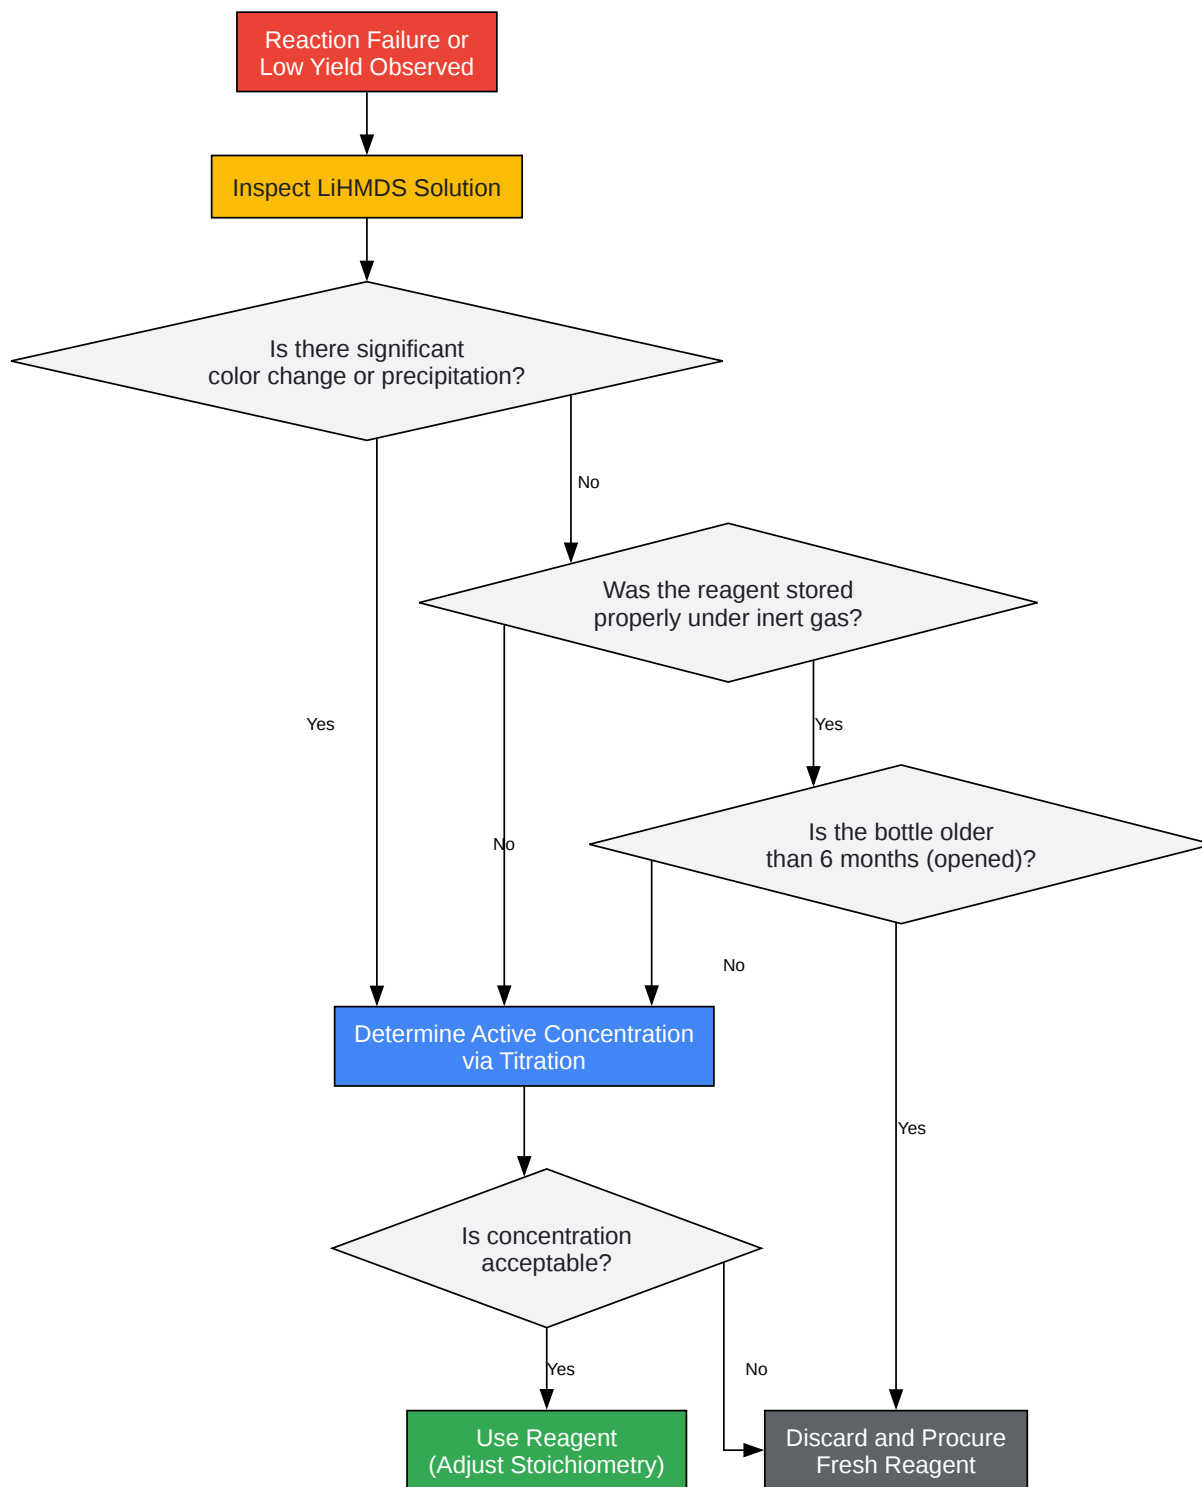 Reaction Failure or
Low Yield Observed
Inspect LiHMDS Solution
Is there significant
color change or precipitation?
No
Was the reagent stored
properly under inert gas?
Yes
Yes
Is the bottle older
than 6 months (opened)?
No
No
Determine Active Concentration
via Titration
Yes
Is concentration
acceptable?
Yes
No
Use Reagent
(Adjust Stoichiometry)
Discard and Procure
Fresh Reagent